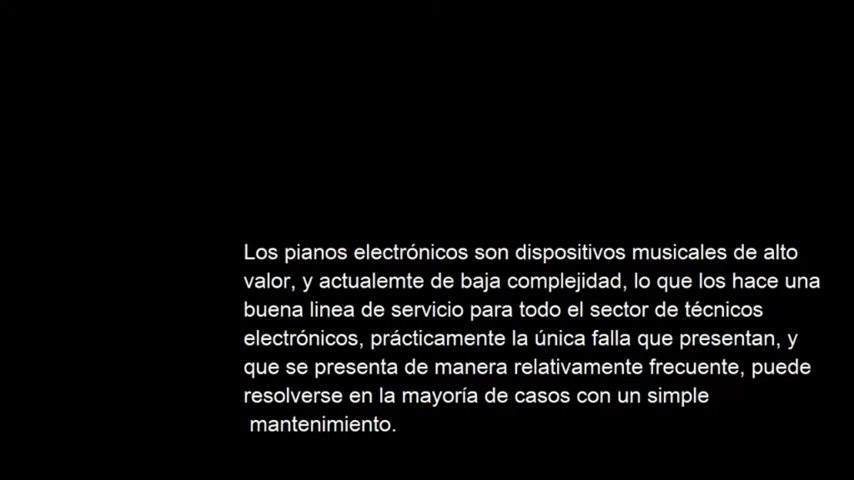 Los pianos electrónicos son dispositivos musicales de alto
valor, y actualemte de baja complejidad, lo que los hace una
buena linea de servicio para todo el sector de técnicos
electrónicos, prácticamente la única falla que presentan, y
que se presenta de manera relativamente frecuente, puede
resolverse en la mayoría de casos con un simple
mantenimiento.